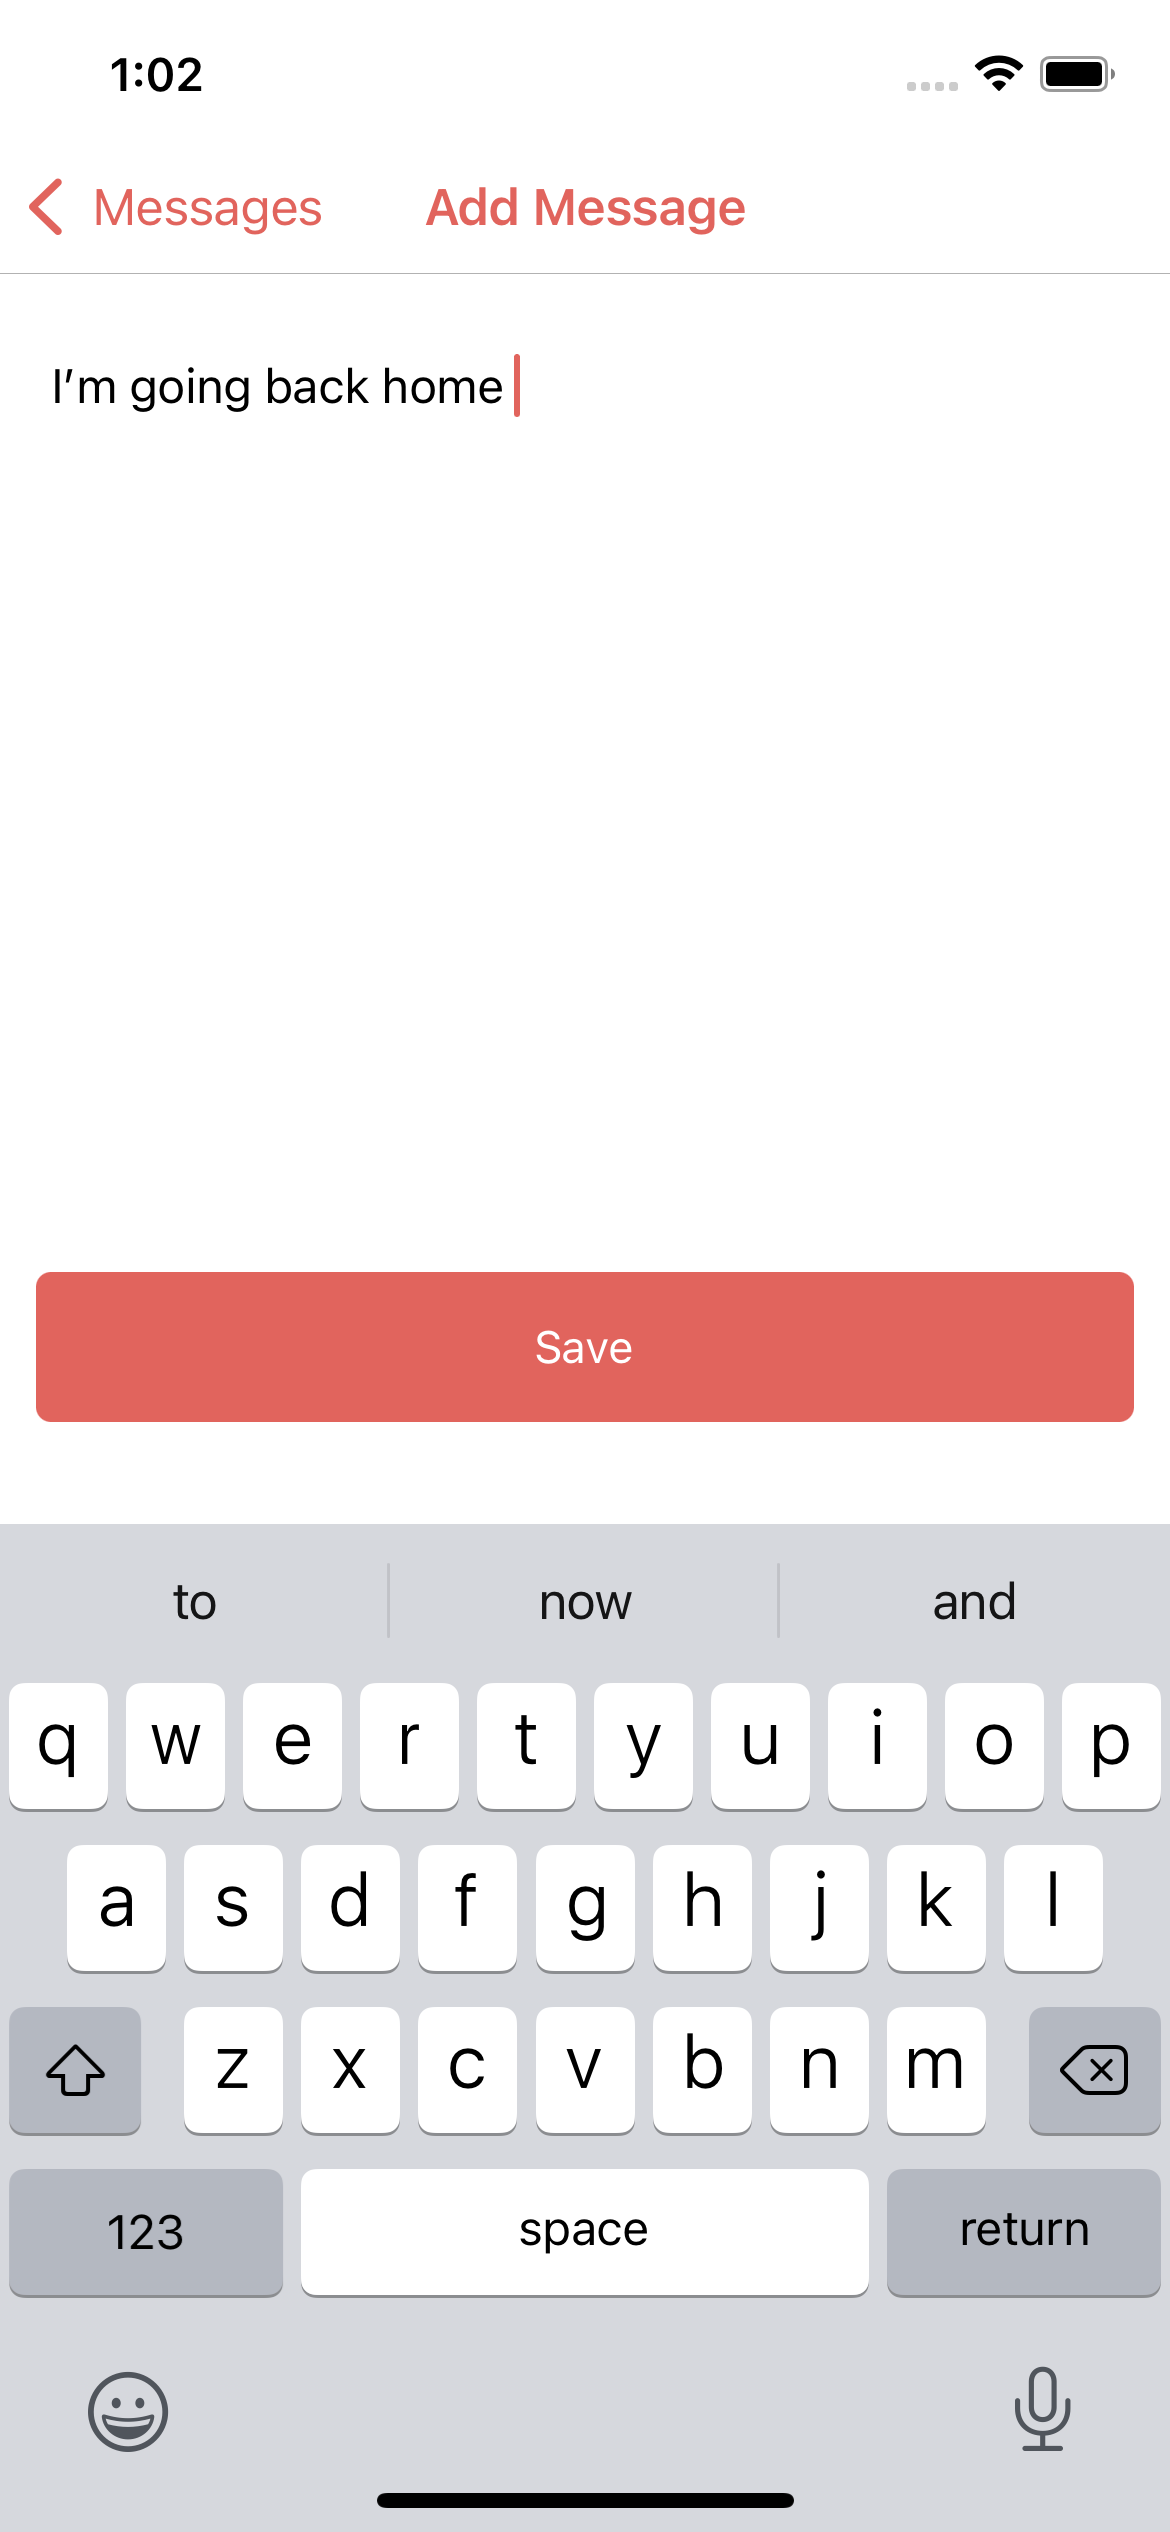 1:02
Messages
Add Message
I’m going back home
Save
to now and
q w e r t y u i o p
a s d f g h j k l
z x c v b n m
123 space return